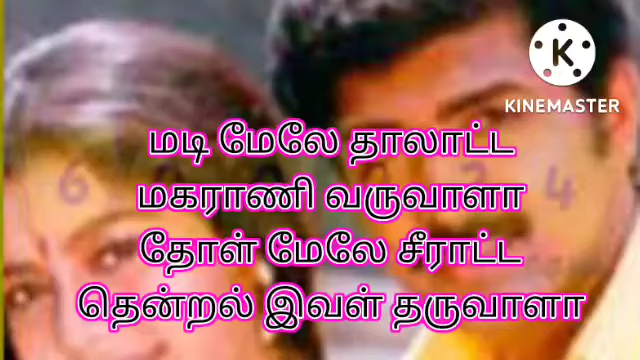 KINEMASTER
மடி மேலே தாலாட்ட
மகராணி வருவாளா
தோள் மேலே சீராட்ட
தென்றல் இவள் தருவாளா